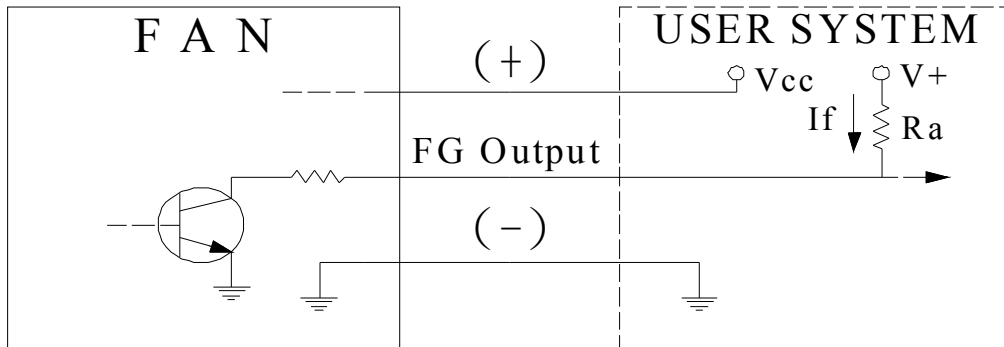 F A N
USER SYSTEM
(+)
Vcc
V+
If
Ra
FG Output
(-)